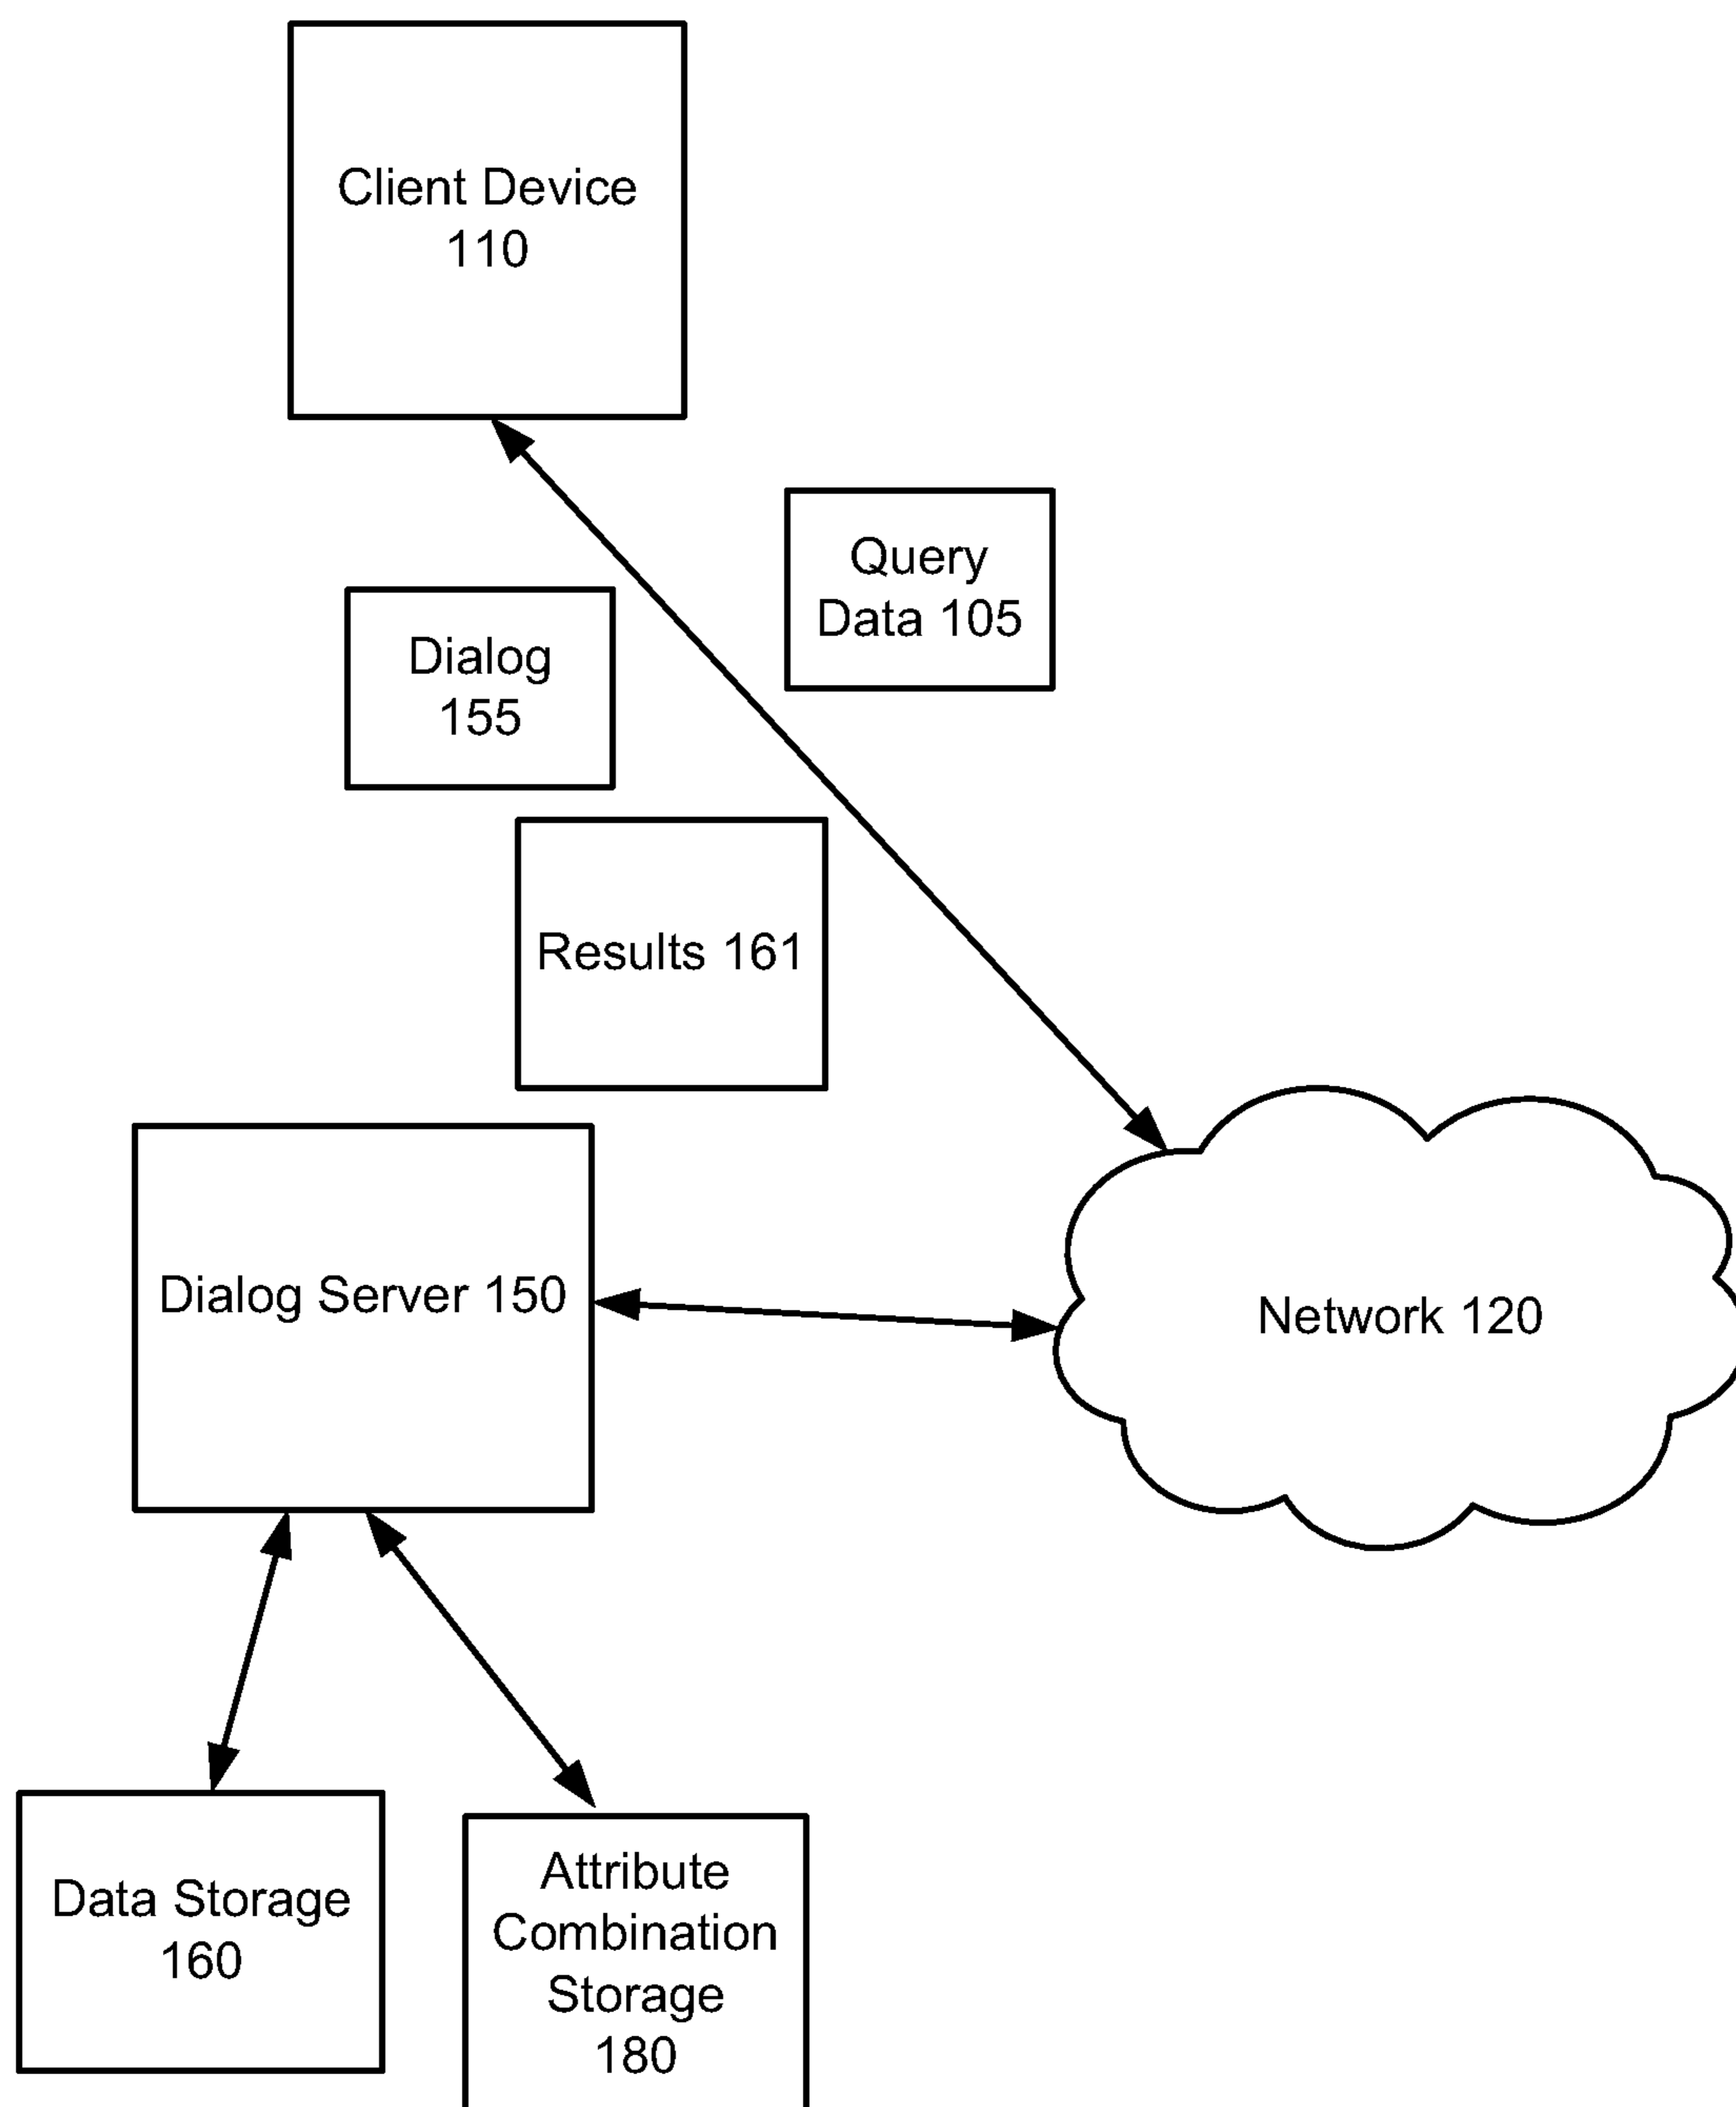 Client Device
110
Query
Data 105
Dialog
155
Results 161
Dialog Server 150
Network 120
Data Storage
160
Attribute
Combination
Storage
180